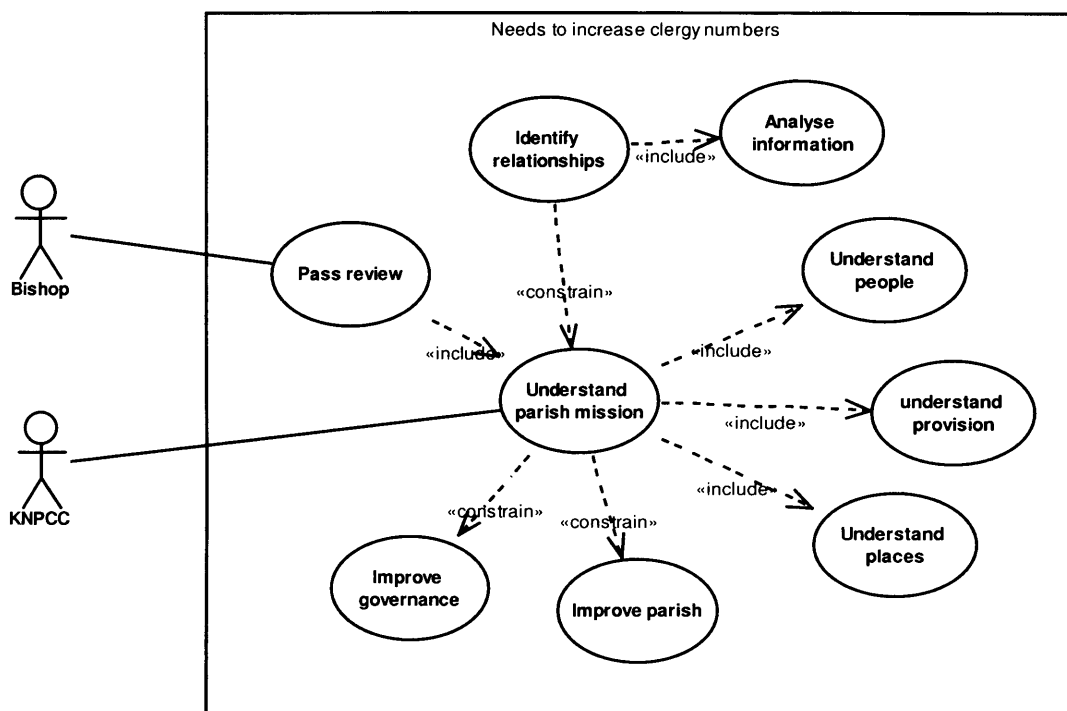 Needs to increase clergy numbers
Identify
relationships
«include»
Analyse
information
Bishop
Pass review
«constrain»
Understand
people
«include»
«include»
Understand
parish mission
understand
provision
«include»
KNPCC
«include»
Understand
places
«constrain»
«constrain»
Improve
governance
Improve parish